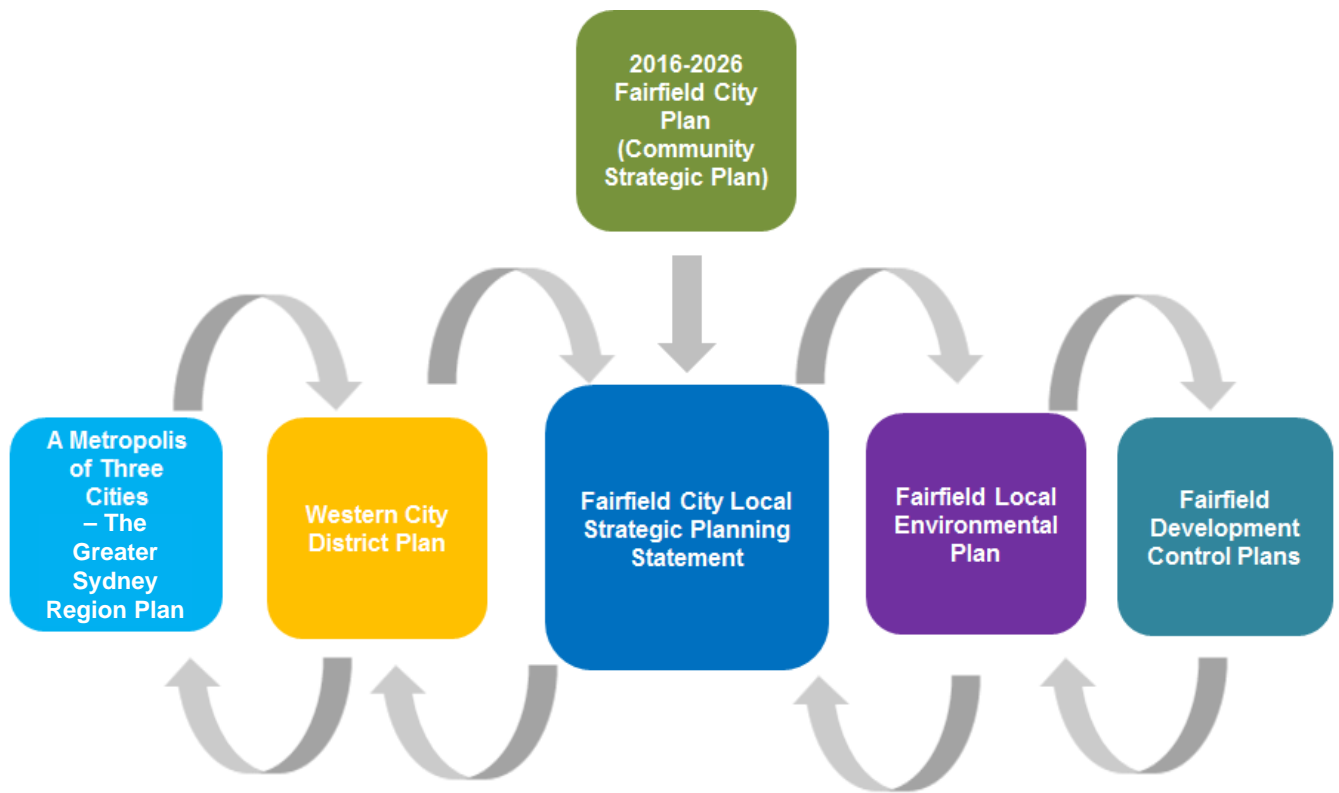 2016-2026
Fairfield City
Plan
(Community
Strategic Plan)
A Metropolis
of Three
Cities
– The
Greater
Sydney
Region Plan
Western City
District Plan
Fairfield City Local
Strategic Planning
Statement
Fairfield Local
Environmental
Plan
Fairfield
Development
Control Plans